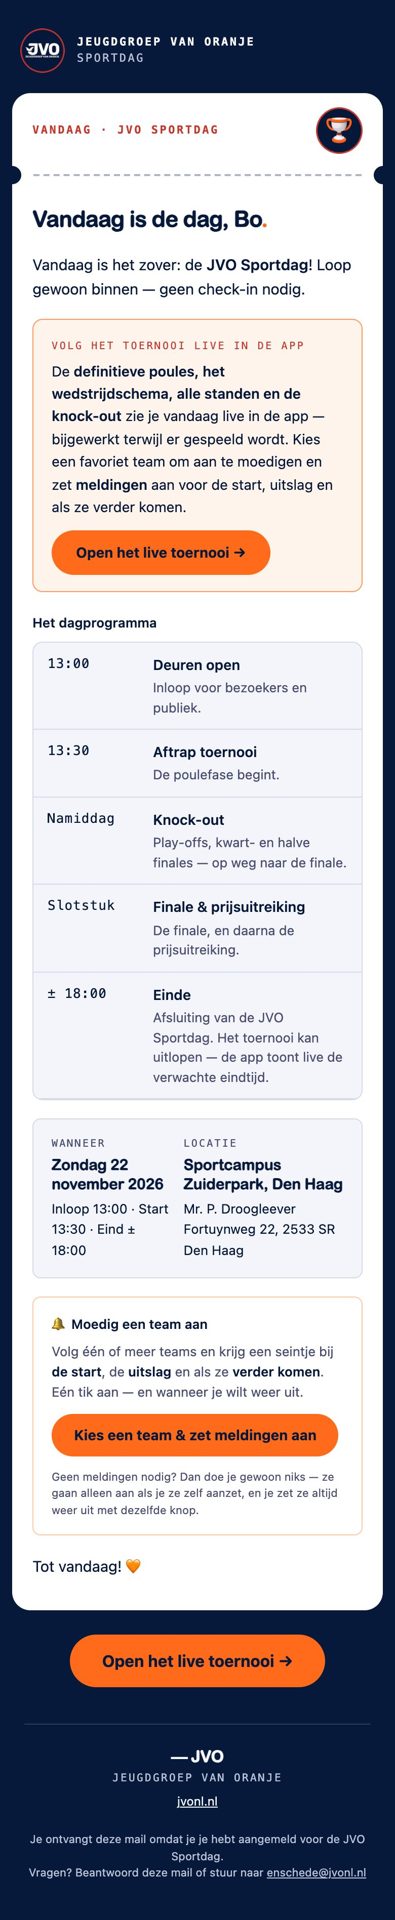 JVO
JEUGDGROEP VAN ORANJE
SPORTDAG
VANDAAG · JVO SPORTDAG
Vandaag is de dag, Bo.
Vandaag is het zover: de JVO Sportdag! Loop
gewoon binnen — geen check-in nodig.
VOLG HET TOERNOOI LIVE IN DE APP
De definitieve poules, het
wedstrijdschema, alle standen en de
knock-out zie je vandaag live in de app —
bijgewerkt terwijl er gespeeld wordt. Kies
een favoriet team om aan te moedigen en
zet meldingen aan voor de start, uitslag en
als ze verder komen.
Open het live toernooi →
Het dagprogramma
13:00
Deuren open
Inloop voor bezoekers en
publiek.
13:30
Aftrap toernooi
De poulefase begint.
Namiddag
Knock-out
Play-offs, kwart- en halve
finales — op weg naar de finale.
Slotstuk
Finale & prijsuitreiking
De finale, en daarna de
prijsuitreiking.
± 18:00
Einde
Afsluiting van de JVO
Sportdag. Het toernooi kan
uitlopen — de app toont live de
verwachte eindtijd.
WANNEER
Zondag 22
november 2026
Inloop 13:00 · Start
13:30 · Eind ±
18:00
LOCATIE
Sportcampus
Zuiderpark, Den Haag
Mr. P. Droogleever
Fortuynweg 22, 2533 SR
Den Haag
🔔 Moedig een team aan
Volg één of meer teams en krijg een seintje bij
de start, de uitslag en als ze verder komen.
Eén tik aan — en wanneer je wilt weer uit.
Kies een team & zet meldingen aan
Geen meldingen nodig? Dan doe je gewoon niks — ze
gaan alleen aan als je ze zelf aanzet, en je zet ze altijd
weer uit met dezelfde knop.
Tot vandaag! 🧡
Open het live toernooi →
— JVO
JEUGDGROEP VAN ORANJE
jvonl.nl
Je ontvangt deze mail omdat je je hebt aangemeld voor de JVO
Sportdag.
Vragen? Beantwoord deze mail of stuur naar enschede@jvonl.nl